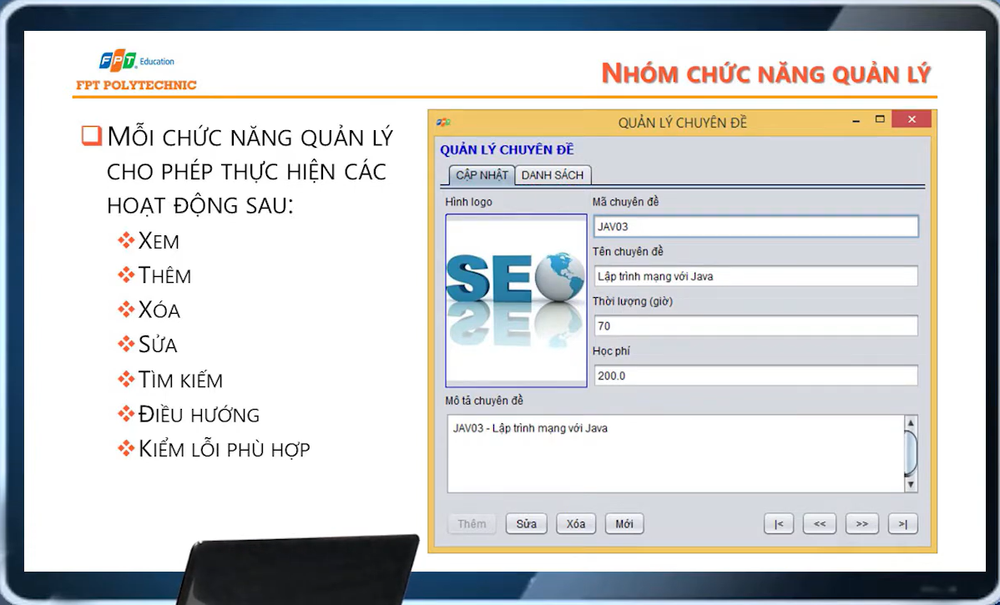 FPT Education
FPT POLYTECHNIC
NHÓM CHỨC NĂNG QUẢN LÝ
MỖI CHỨC NĂNG QUẢN LÝ
CHO PHÉP THỰC HIỆN CÁC
HOẠT ĐỘNG SAU:
XEM
THÊM
XÓA
SỬA
TÌM KIẾM
ĐIỀU HƯỚNG
KIỂM LỖI PHÙ HỢP
QUẢN LÝ CHUYÊN ĐỀ
QUẢN LÝ CHUYÊN ĐỀ
CẬP NHẬT DANH SÁCH
Hình logo
SEO
Mã chuyên đề
JAV03
Tên chuyên đề
Lập trình mạng với Java
Thời lượng (giờ)
70
Học phí
200.0
Mô tả chuyên đề
JAV03 - Lập trình mạng với Java
Thêm Sửa Xóa Mới |< << >> >|